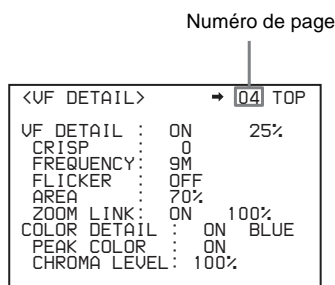 Numéro de page
<VF DETAIL> ➡ 04 TOP
VF DETAIL : ON 25%
CRISP : 0
FREQUENCY: 9M
FLICKER : OFF
AREA : 70%
ZOOM LINK: ON 100%
COLOR DETAIL : ON BLUE
PEAK COLOR : ON
CHROMA LEVEL: 100%